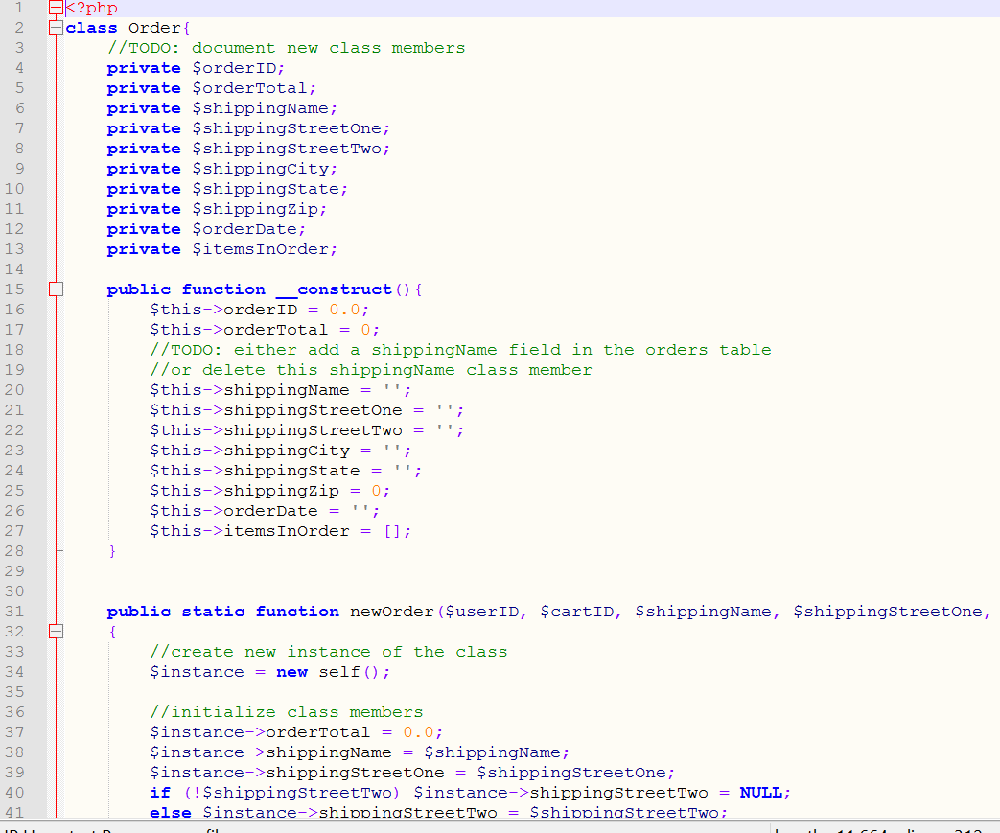 1 <?php
2 class Order{
3 //TODO: document new class members
4 private $orderID;
5 private $orderTotal;
6 private $shippingName;
7 private $shippingStreetOne;
8 private $shippingStreetTwo;
9 private $shippingCity;
10 private $shippingState;
11 private $shippingZip;
12 private $orderDate;
13 private $itemsInOrder;
14
15 public function __construct(){
16 $this->orderID = 0.0;
17 $this->orderTotal = 0;
18 //TODO: either add a shippingName field in the orders table
19 //or delete this shippingName class member
20 $this->shippingName = '';
21 $this->shippingStreetOne = '';
22 $this->shippingStreetTwo = '';
23 $this->shippingCity = '';
24 $this->shippingState = '';
25 $this->shippingZip = 0;
26 $this->orderDate = '';
27 $this->itemsInOrder = [];
28 }
29
30
31 public static function newOrder($userID, $cartID, $shippingName, $shippingStreetOne,
32 {
33 //create new instance of the class
34 $instance = new self();
35
36 //initialize class members
37 $instance->orderTotal = 0.0;
38 $instance->shippingName = $shippingName;
39 $instance->shippingStreetOne = $shippingStreetOne;
40 if (!$shippingStreetTwo) $instance->shippingStreetTwo = NULL;
41 else $instance->shippingStreetTwo = $shippingStreetTwo;